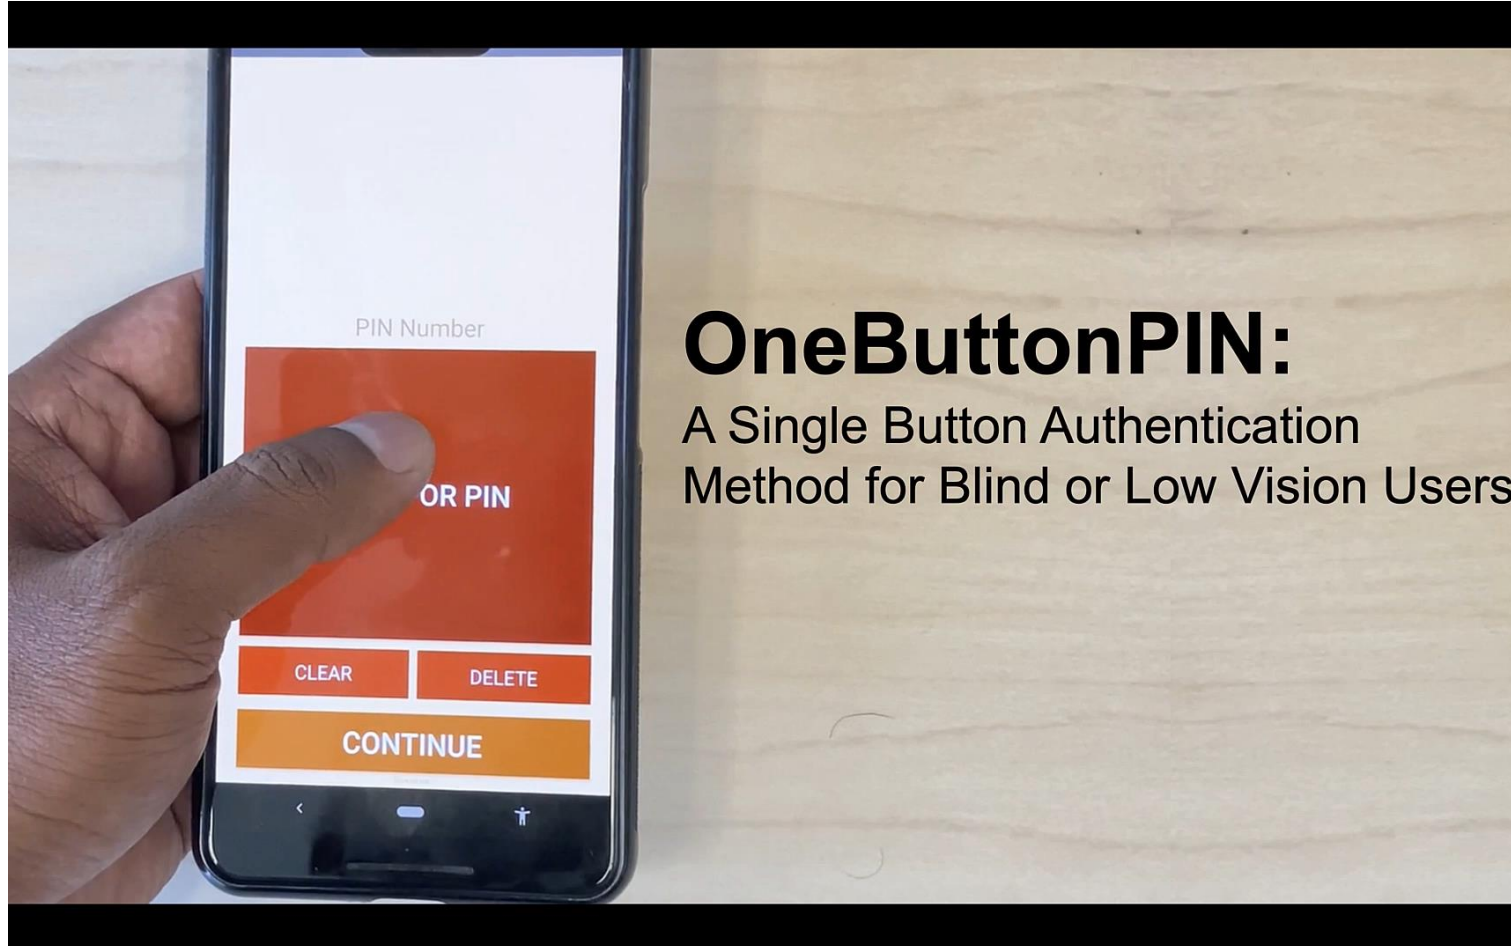 PIN Number
OR PIN
CLEAR
DELETE
CONTINUE
OneButtonPIN:
A Single Button Authentication
Method for Blind or Low Vision Users